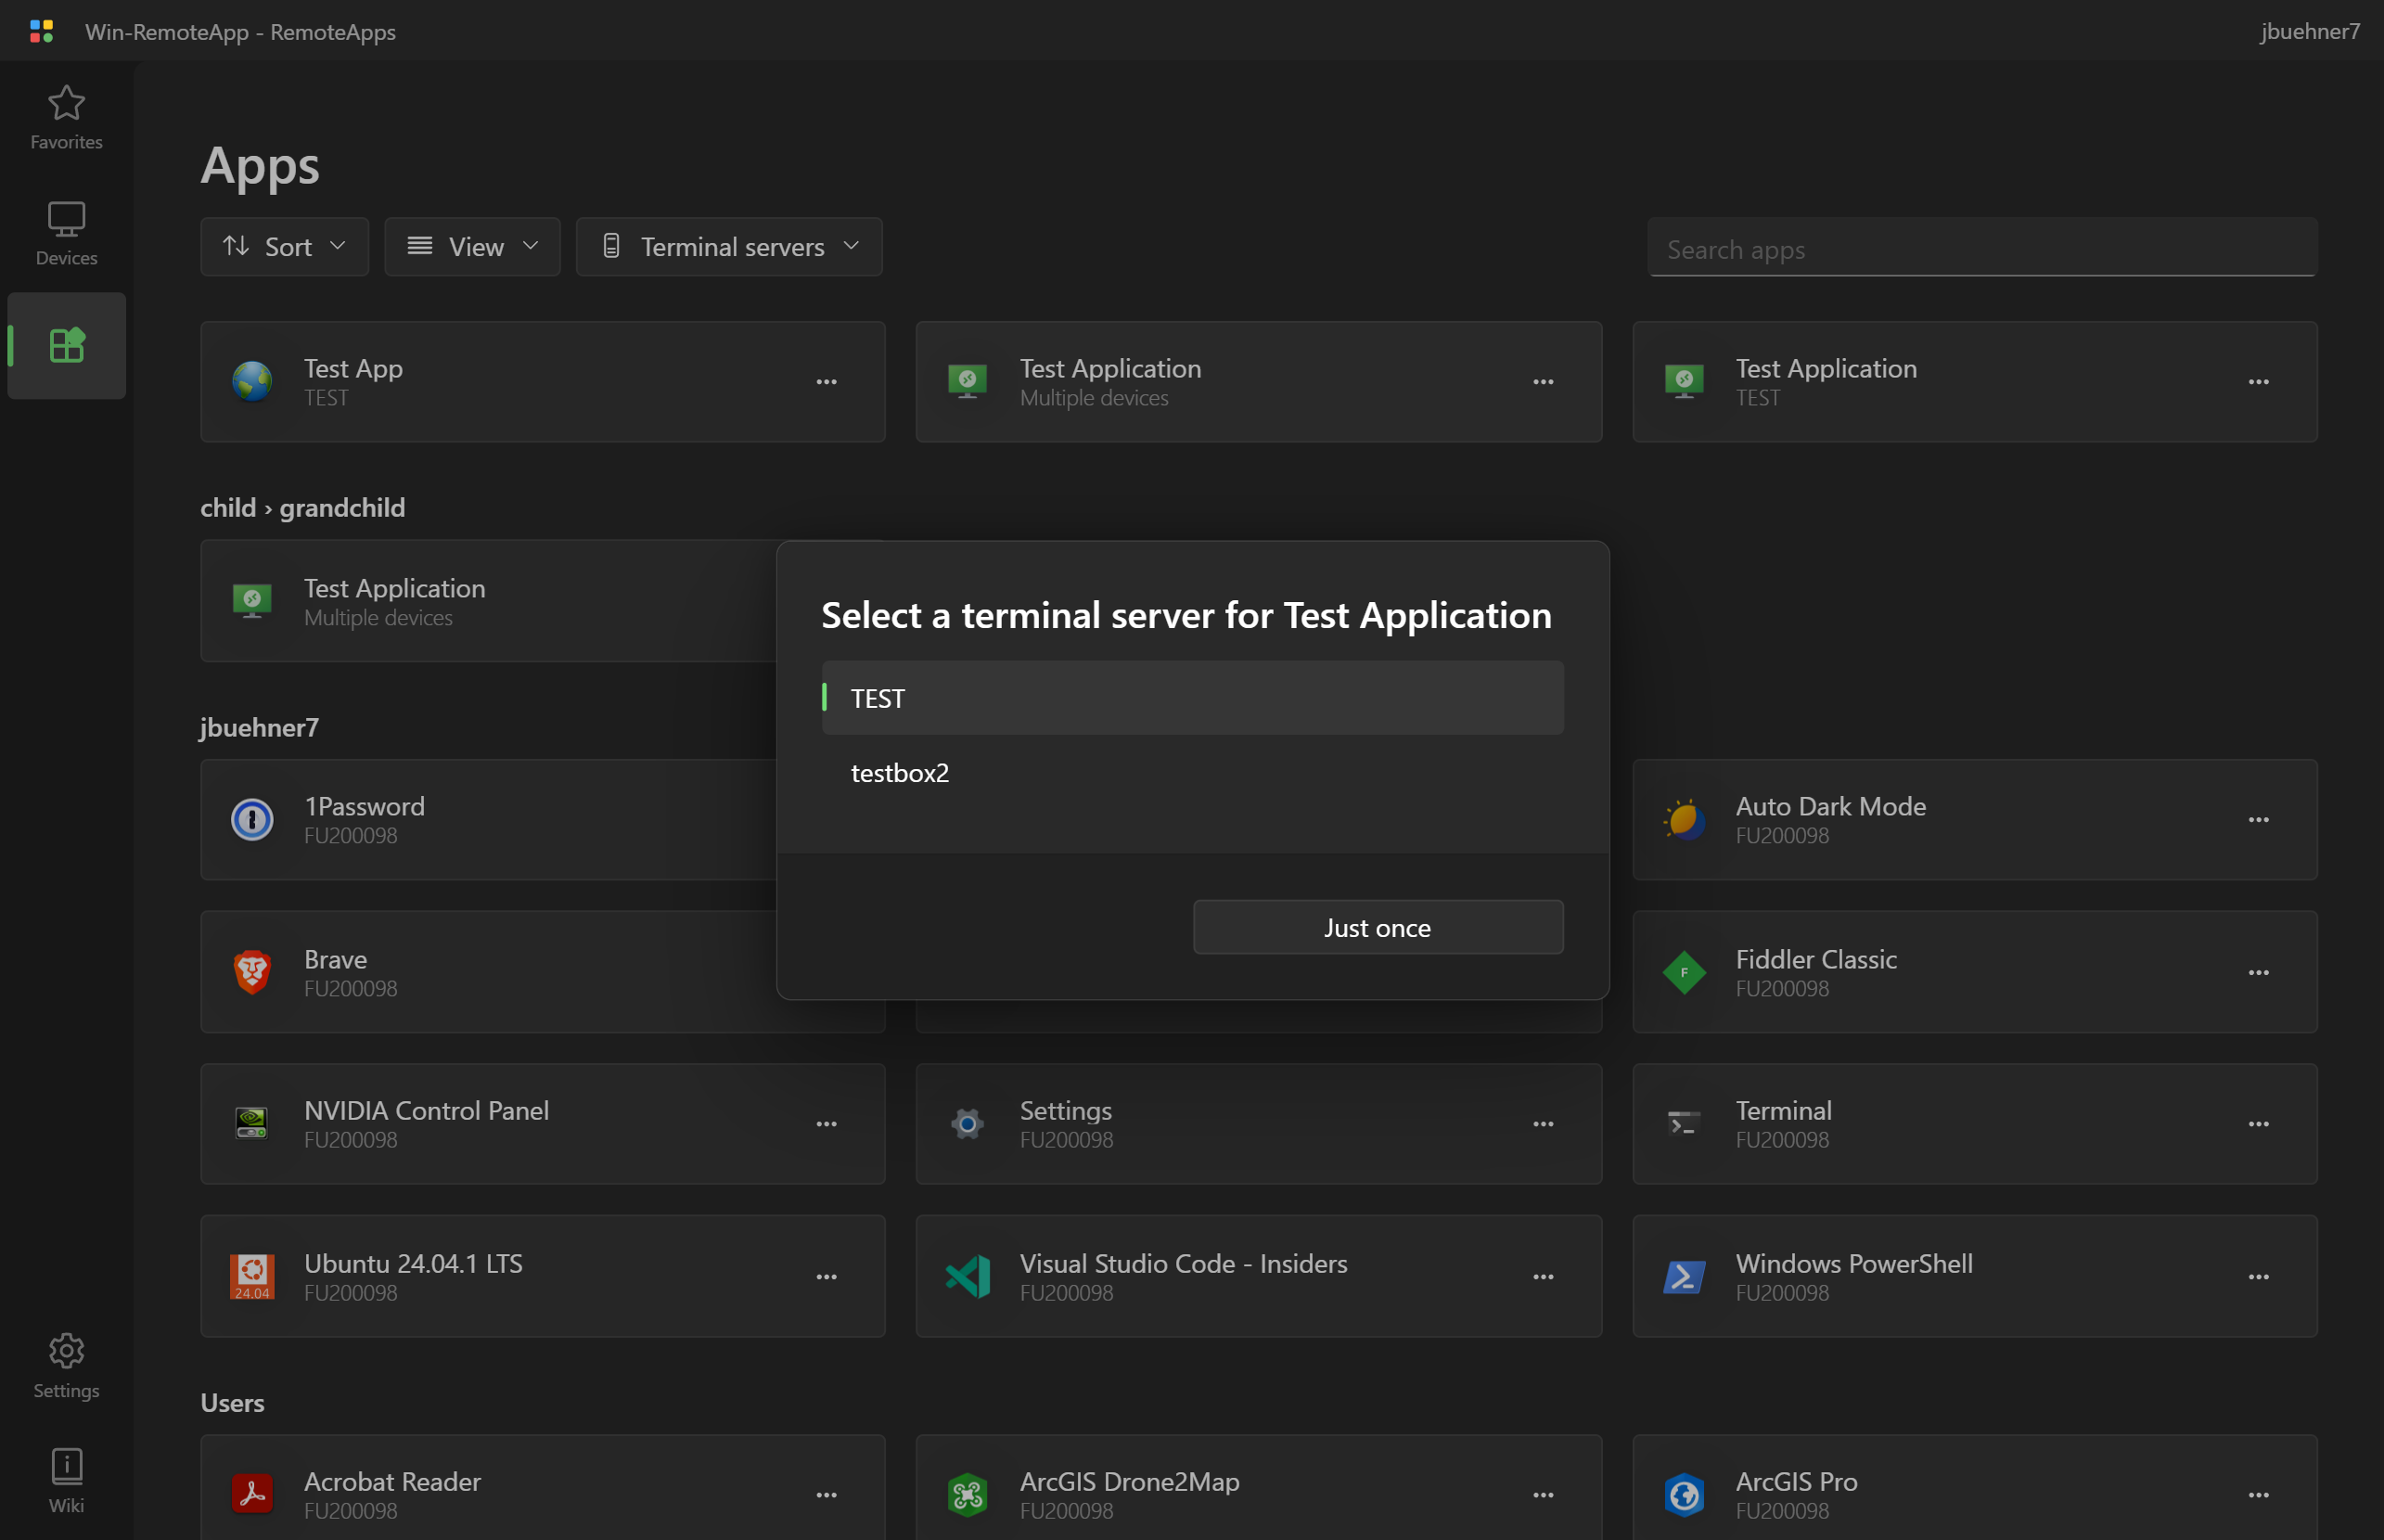 Win-RemoteApp - RemoteApps
jbuehner7
Favorites
Devices
Settings
Wiki
Apps
Sort
View
Terminal servers
Search apps
Test App
TEST
Test Application
Multiple devices
Test Application
TEST
child › grandchild
Test Application
Multiple devices
Select a terminal server for Test Application
TEST
testbox2
Just once
jbuehner7
1Password
FU200098
Auto Dark Mode
FU200098
Brave
FU200098
Fiddler Classic
FU200098
F
NVIDIA Control Panel
FU200098
Settings
FU200098
Terminal
FU200098
24.04
Ubuntu 24.04.1 LTS
FU200098
Visual Studio Code - Insiders
FU200098
Windows PowerShell
FU200098
Users
Acrobat Reader
FU200098
ArcGIS Drone2Map
FU200098
ArcGIS Pro
FU200098